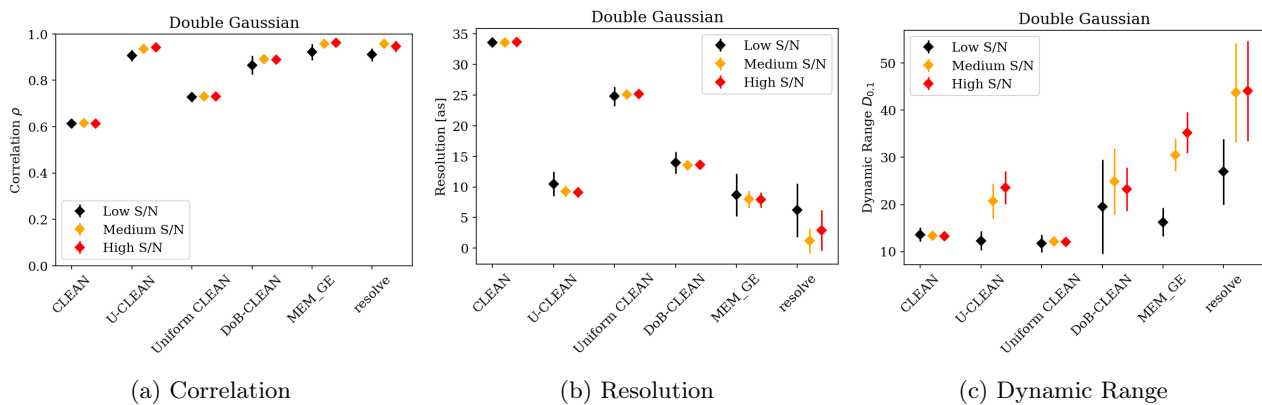 Double Gaussian
1.0
0.8
0.6
0.4
0.2
0.0
Correlation ρ
Low S/N
Medium S/N
High S/N
CLEAN
U-CLEAN
Uniform CLEAN
DoB-CLEAN
MEM_GE
resolve
(a) Correlation
Double Gaussian
35
30
25
20
15
10
5
0
Resolution [as]
Low S/N
Medium S/N
High S/N
CLEAN
U-CLEAN
Uniform CLEAN
DoB-CLEAN
MEM_GE
resolve
(b) Resolution
Double Gaussian
50
40
30
20
10
Dynamic Range D0.1
Low S/N
Medium S/N
High S/N
CLEAN
U-CLEAN
Uniform CLEAN
DoB-CLEAN
MEM_GE
resolve
(c) Dynamic Range